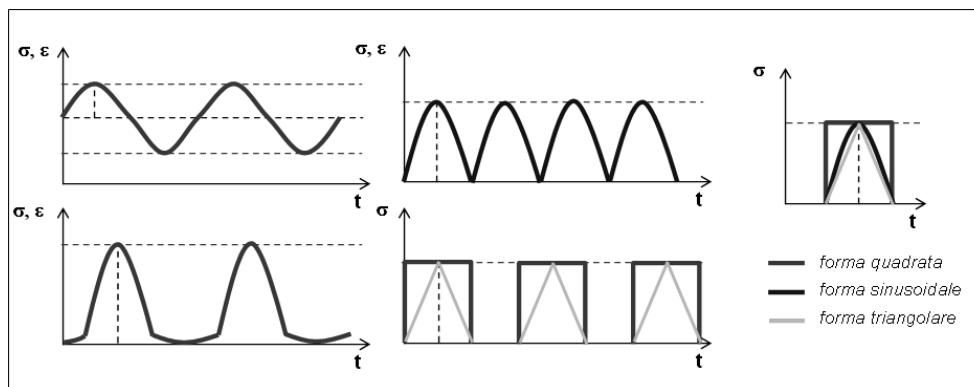 σ, ε
t
σ, ε
t
σ
t
σ, ε
t
σ
t
forma quadrata
forma sinusoidale
forma triangolare